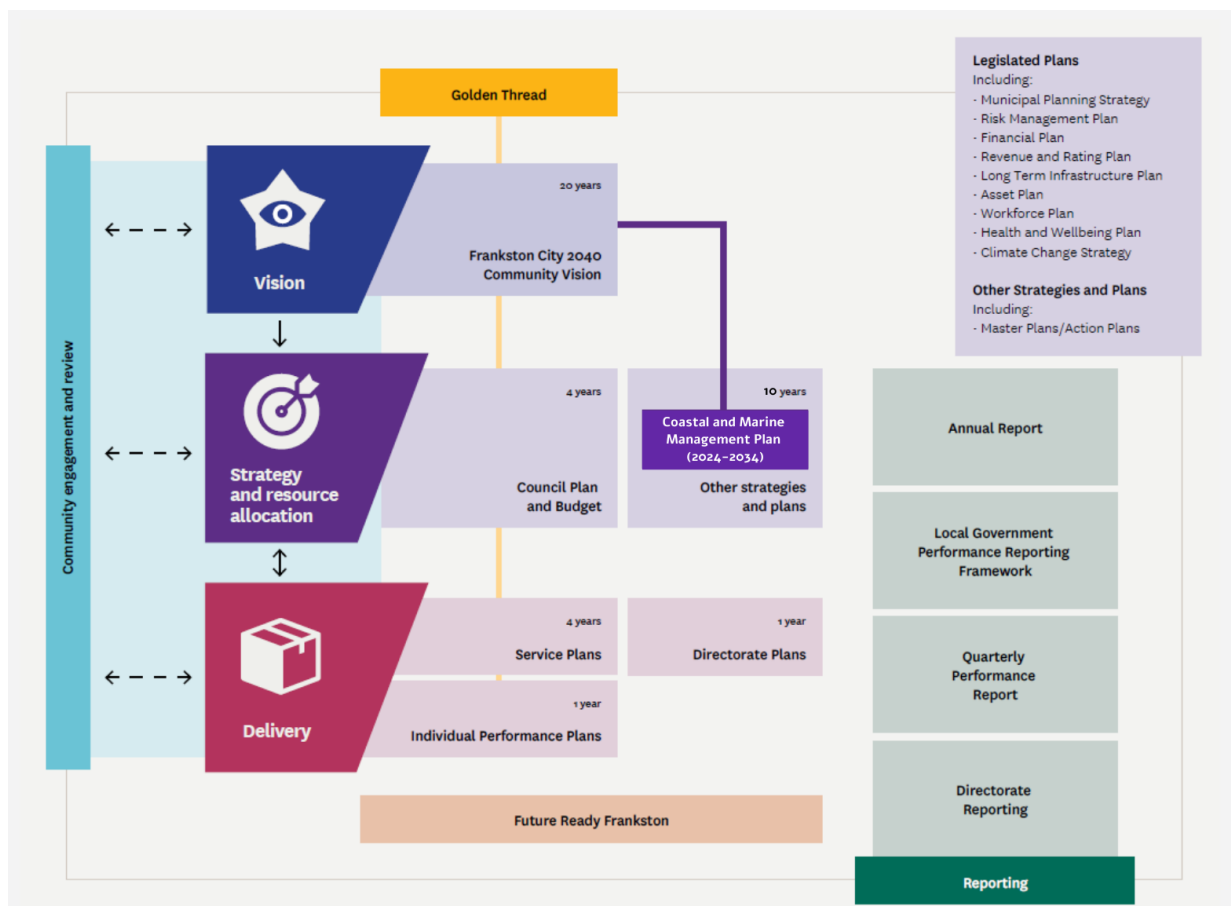 Golden Thread
Legislated Plans
Including:
- Municipal Planning Strategy
- Risk Management Plan
- Financial Plan
- Revenue and Rating Plan
- Long Term Infrastructure Plan
- Asset Plan
- Workforce Plan
- Health and Wellbeing Plan
- Climate Change Strategy
Other Strategies and Plans
Including:
- Master Plans/Action Plans
Community engagement and review
Vision
20 years
Frankston City 2040
Community Vision
Strategy
and resource
allocation
4 years
Council Plan
and Budget
10 years
Coastal and Marine
Management Plan
(2024–2034)
Other strategies
and plans
Delivery
4 years
Service Plans
1 year
Directorate Plans
1 year
Individual Performance Plans
Future Ready Frankston
Annual Report
Local Government
Performance Reporting
Framework
Quarterly
Performance
Report
Directorate
Reporting
Reporting